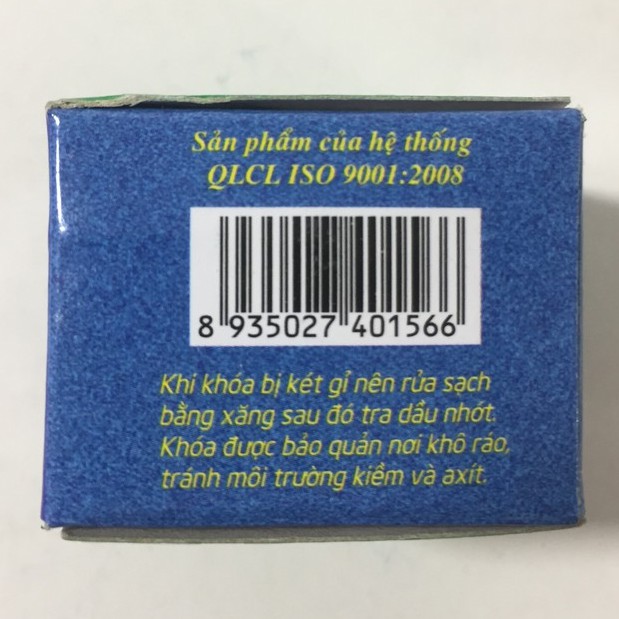 Sản phẩm của hệ thống
QLCL ISO 9001:2008
8 935027 401566
Khi khóa bị két gỉ nên rửa sạch
bằng xăng sau đó tra dầu nhớt.
Khóa được bảo quản nơi khô ráo,
tránh môi trường kiềm và axít.